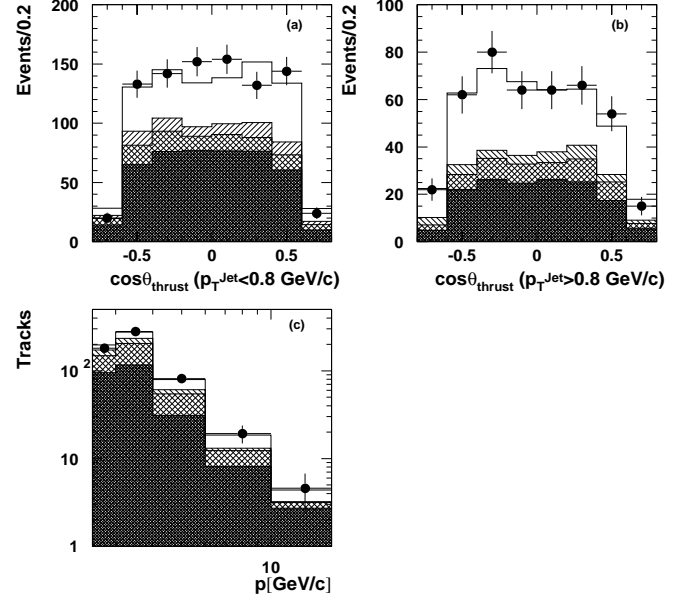 (a)
Events/0.2
200
150
100
50
0
-0.5 0 0.5
cosθthrust (pTJet<0.8 GeV/c)
(b)
Events/0.2
100
80
60
40
20
0
-0.5 0 0.5
cosθthrust (pTJet>0.8 GeV/c)
(c)
Tracks
10 2
10
1
10
p[GeV/c]